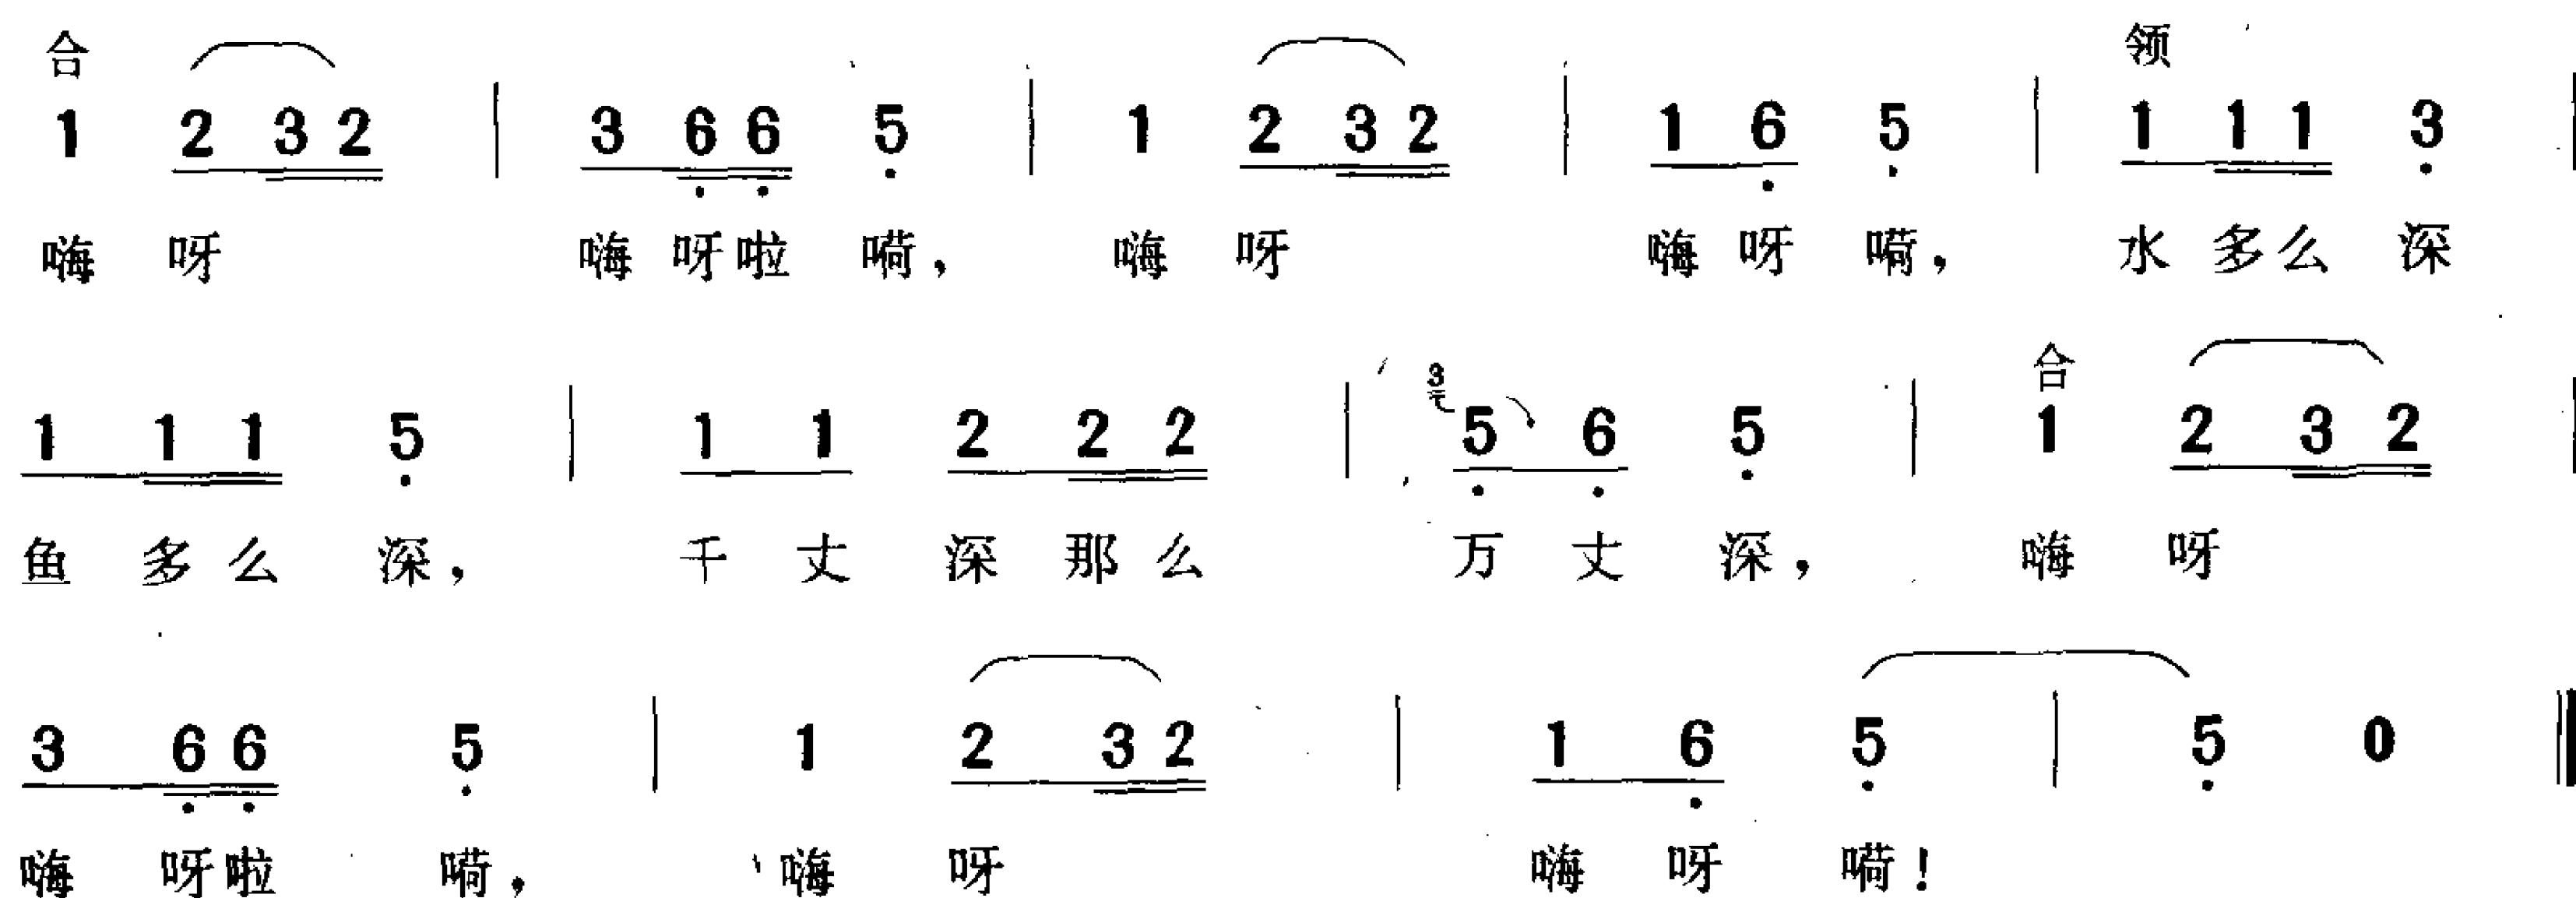 合 领
1 2 3 2 | 3 6 6 5 | 1 2 3 2 | 1 6 5 | 1 1 1 3 |
嗨 呀 嗨 呀 啦 嗬， 嗨 呀 嗨 呀 嗬， 水 多 么 深
合
1 1 1 5 | 1 1 2 2 2 | 3 5 6 5 | 1 2 3 2 |
鱼 多 么 深， 千 丈 深 那 么 万 丈 深， 嗨 呀
3 6 6 5 | 1 2 3 2 | 1 6 5 | 5 0 ‖
嗨 呀 啦 嗬， 嗨 呀 嗨 呀 嗬！